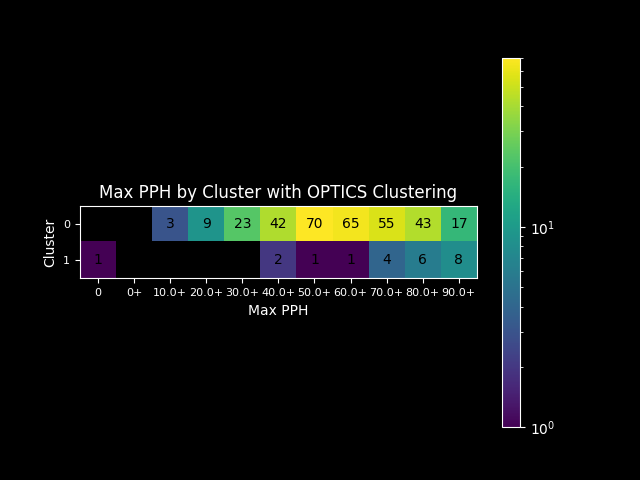 Max PPH by Cluster with OPTICS Clustering
Cluster
0 3 9 23 42 70 65 55 43 17
1 1 2 1 1 4 6 8
0 0+ 10.0+ 20.0+ 30.0+ 40.0+ 50.0+ 60.0+ 70.0+ 80.0+ 90.0+
Max PPH
10¹
10⁰